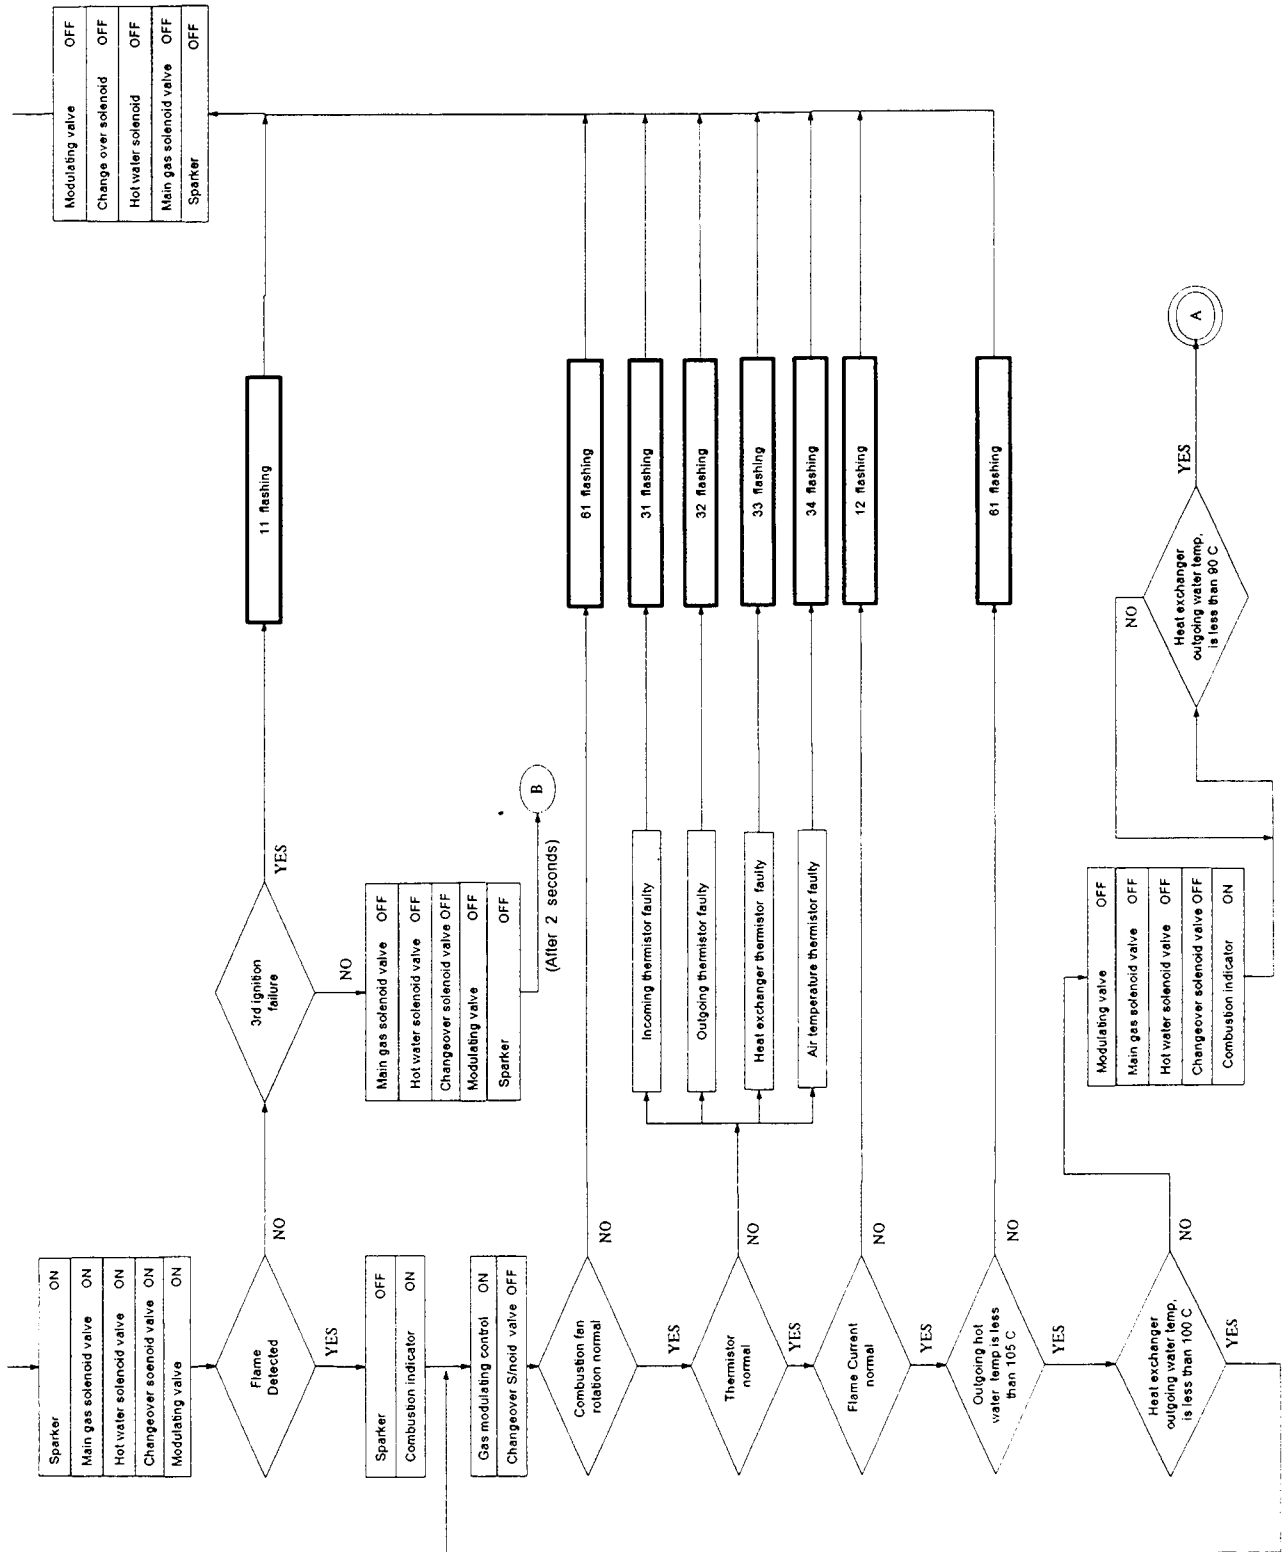 Sparker ON
Main gas solenoid valve ON
Hot water solenoid valve ON
Changeover soenoid valve ON
Modulating valve ON
Flame
Detected
NO
YES
3rd ignition
failure
YES
NO
11 flashing
Modulating valve OFF
Change over solenoid OFF
Hot water solenoid OFF
Main gas solenoid valve OFF
Sparker OFF
Main gas solenoid valve OFF
Hot water solenoid valve OFF
Changeover solenoid valve OFF
Modulating valve OFF
Sparker OFF
(After 2 seconds)
B
Sparker OFF
Combustion indicator ON
Gas modulating control ON
Changeover S/noid valve OFF
Combustion fan
rotation normal
NO
YES
61 flashing
Thermistor
normal
NO
YES
Incoming thermistor faulty
31 flashing
Outgoing thermistor faulty
32 flashing
Heat exchanger thermistor faulty
33 flashing
Air temperature thermistor faulty
34 flashing
Flame Current
normal
NO
YES
12 flashing
Outgoing hot
water temp is less
than 105 C
NO
YES
61 flashing
Heat exchanger
outgoing water temp,
is less than 100 C
NO
YES
Modulating valve OFF
Main gas solenoid valve OFF
Hot water solenoid valve OFF
Changeover solenoid valve OFF
Combustion indicator ON
Heat exchanger
outgoing water temp,
is less than 90 C
NO
YES
A